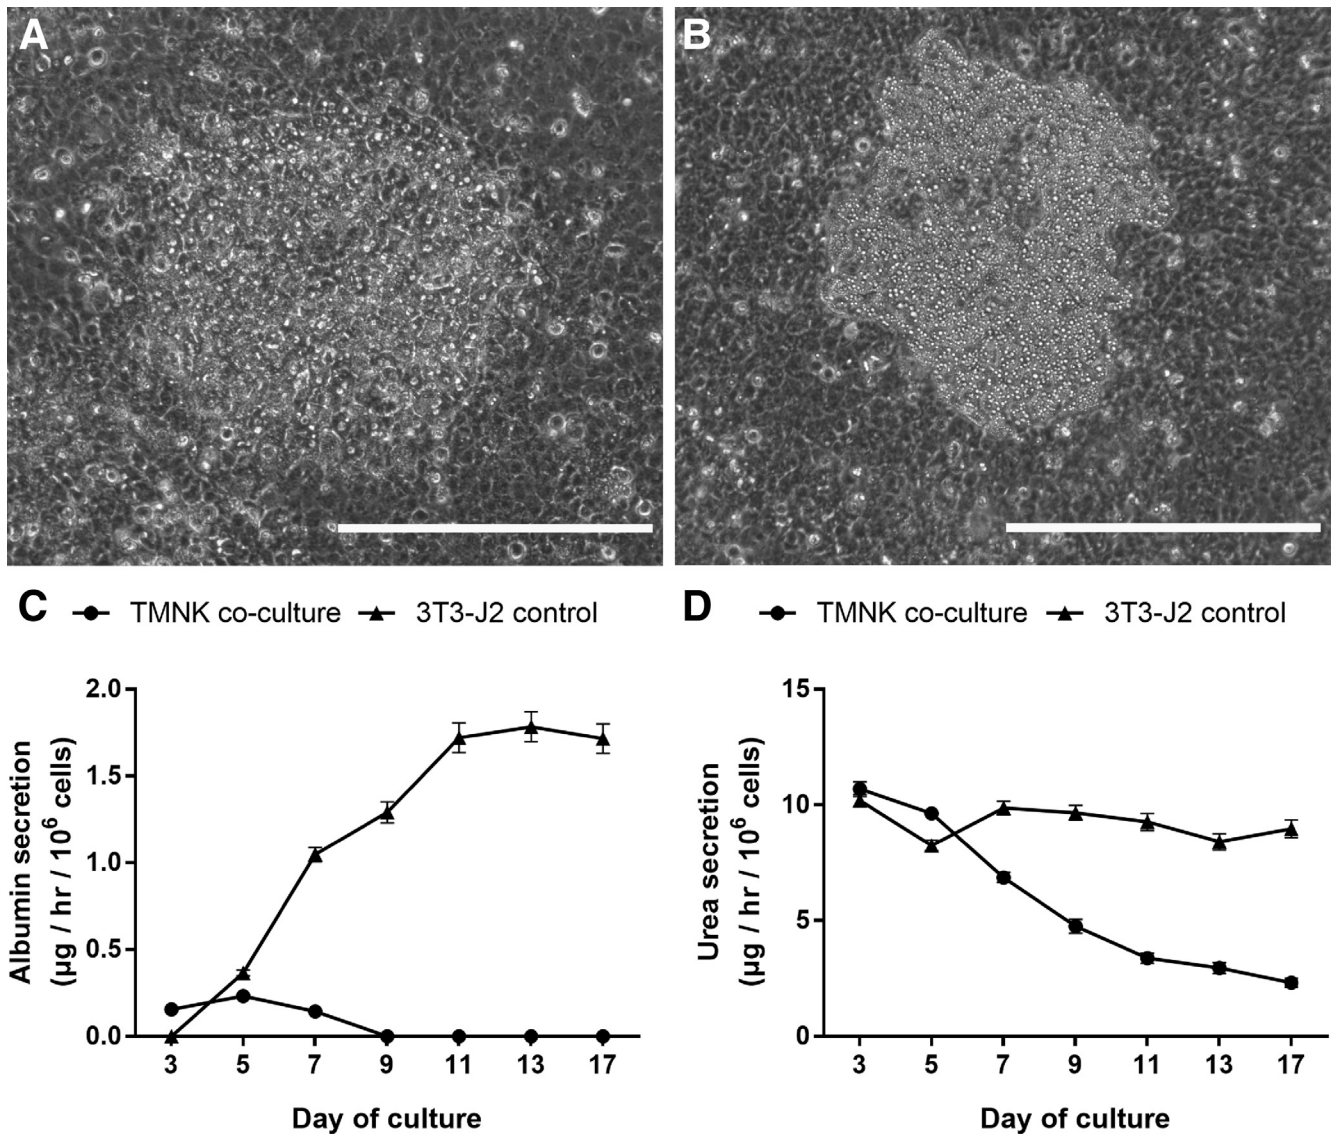 A
B
C TMNK co-culture 3T3-J2 control
D TMNK co-culture 3T3-J2 control
Albumin secretion
(µg / hr / 10⁶ cells)
2.0
1.5
1.0
0.5
0.0
3 5 7 9 11 13 17
Day of culture
Urea secretion
(µg / hr / 10⁶ cells)
15
10
5
0
3 5 7 9 11 13 17
Day of culture